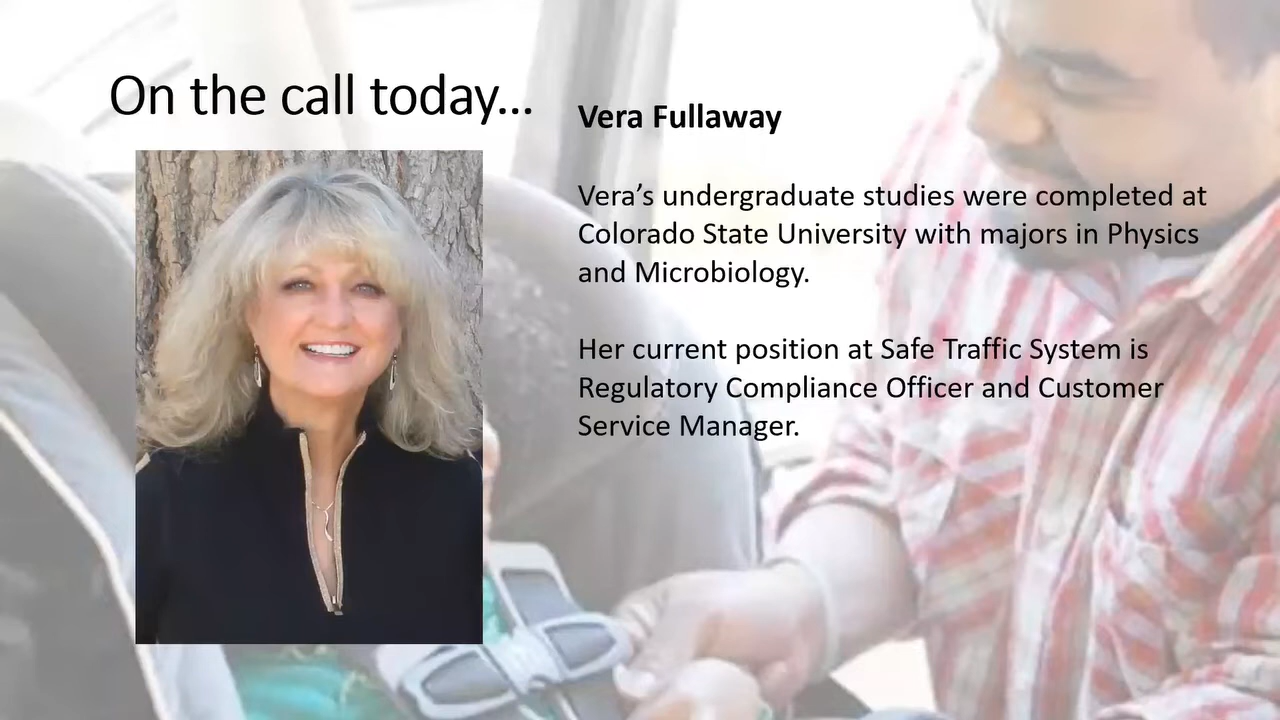 On the call today...
Vera Fullaway
Vera’s undergraduate studies were completed at
Colorado State University with majors in Physics
and Microbiology.
Her current position at Safe Traffic System is
Regulatory Compliance Officer and Customer
Service Manager.